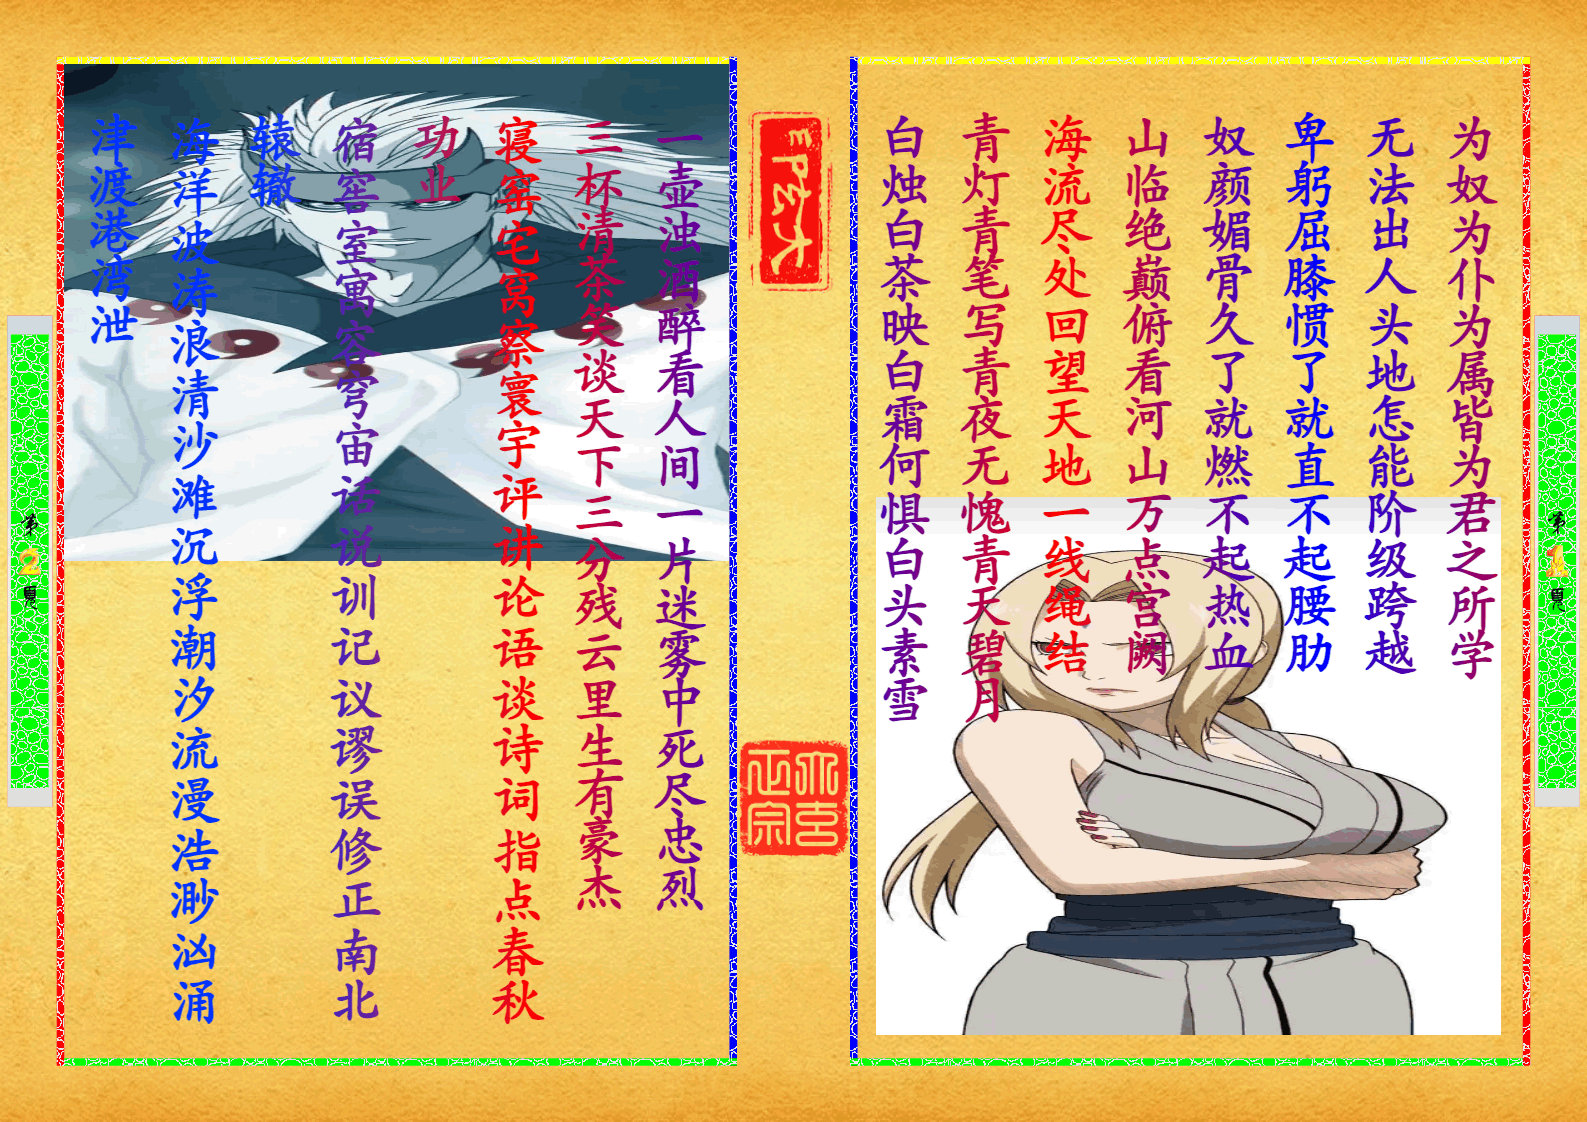 为奴为仆为属皆为君之所学
无法出人头地怎能阶级跨越
卑躬屈膝惯了就直不起腰肋
奴颜媚骨久了就燃不起热血
山临绝巅俯看河山万点宫阙
海流尽处回望天地一线绳结
青灯青笔写青夜无愧青天碧月
白烛白茶映白霜何惧白头素雪
第1页
一壶浊酒醉看人间一片迷雾中死尽忠烈
三杯清茶笑谈天下三分残云里生有豪杰
寝窑宅窝察寰宇评讲论语谈诗词指点春秋
功业
宿窖室寓容穹宙话说训记议谬误修正南北
辕辙
海洋波涛浪清沙滩沉浮潮汐流漫浩渺汹涌
津渡港湾泄
第2页
正宗